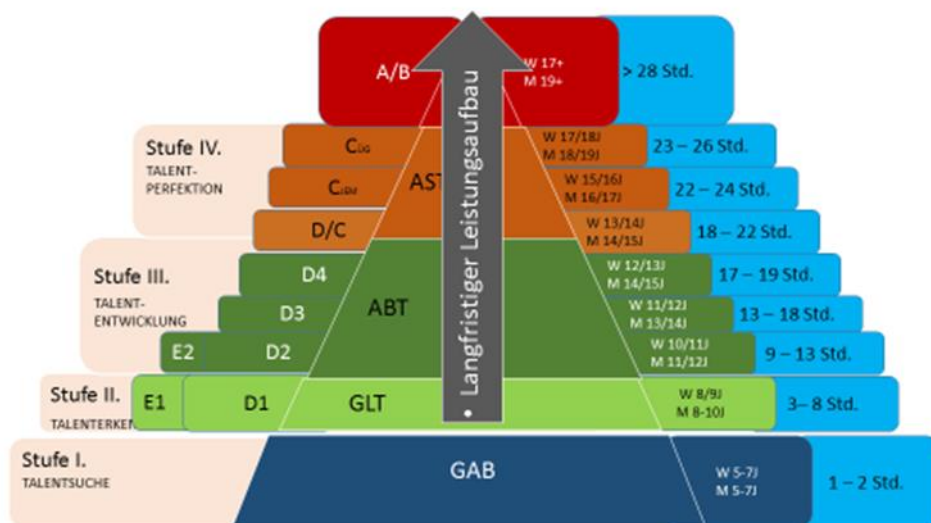 A/B
W 17+
M 19+
> 28 Std.
Stufe IV.
TALENT-
PERFEKTION
CÜG
W 17/18J
M 18/19J
23 – 26 Std.
AST
W 15/16J
M 16/17J
22 – 24 Std.
D/C
W 13/14J
M 14/15J
18 – 22 Std.
Stufe III.
TALENT-
ENTWICKLUNG
D4
W 12/13J
M 14/15J
17 – 19 Std.
D3
ABT
W 11/12J
M 13/14J
13 – 18 Std.
E2
D2
W 10/11J
M 11/12J
9 – 13 Std.
Stufe II.
TALENTERKEN
E1
D1
GLT
W 8/9J
M 8-10J
3– 8 Std.
Stufe I.
TALENTSUCHE
GAB
W 5-7J
M 5-7J
1 – 2 Std.
• Langfristiger Leistungsaufbau